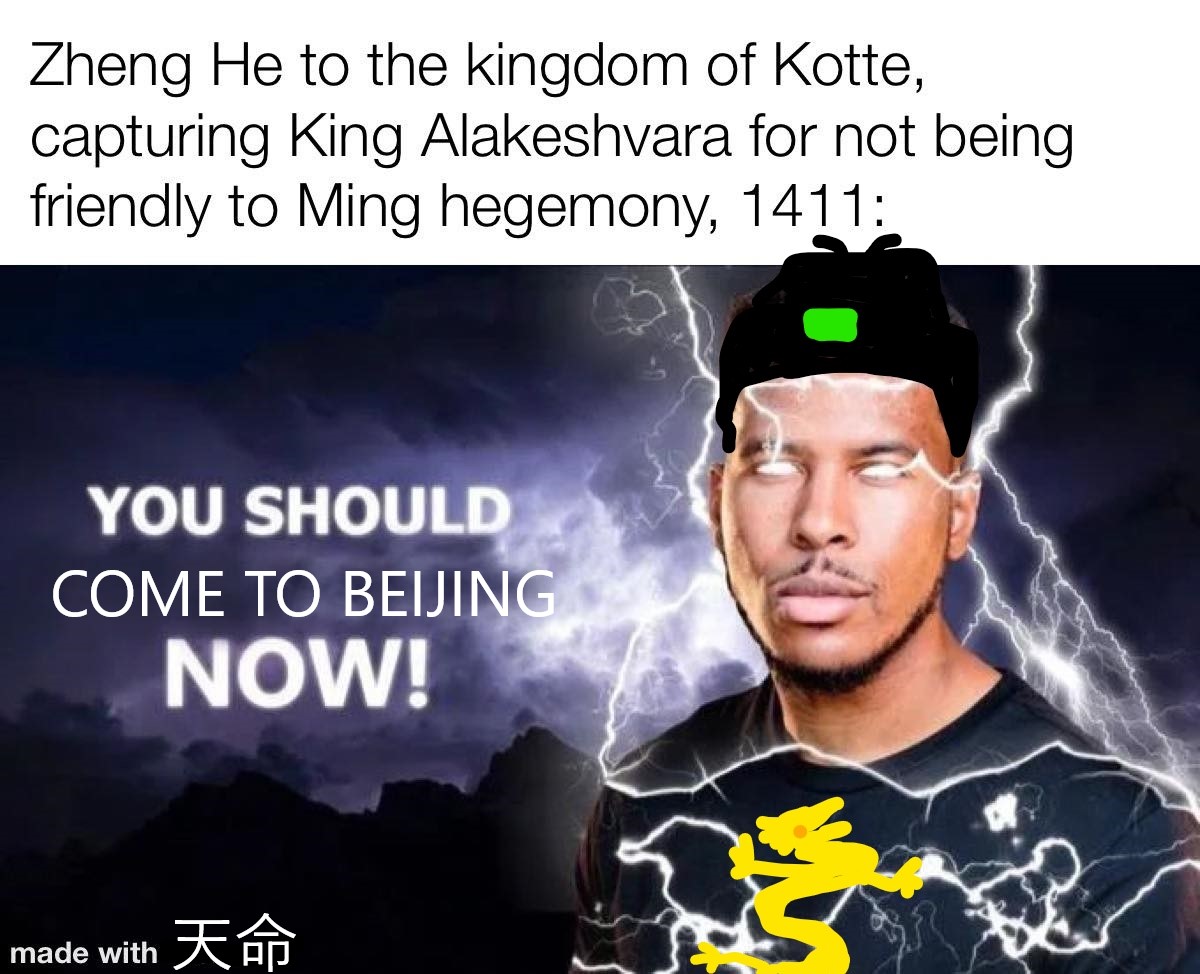 Zheng He to the kingdom of Kotte,
capturing King Alakeshvara for not being
friendly to Ming hegemony, 1411:
YOU SHOULD
COME TO BEIJING
NOW!
made with 天命